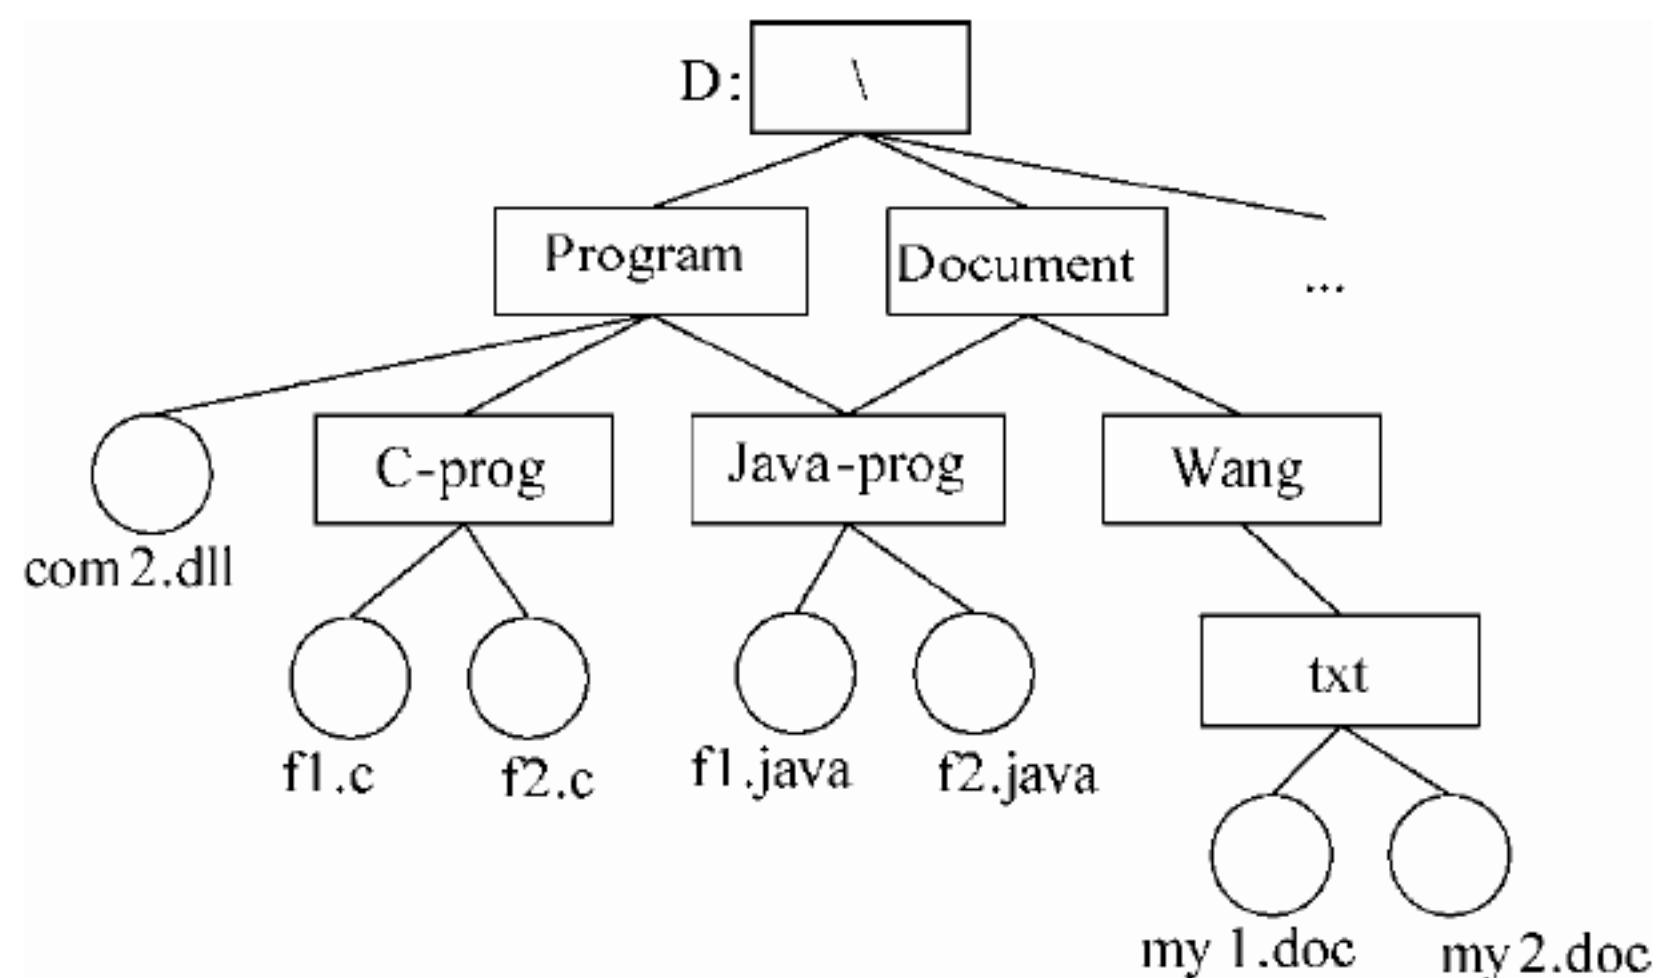 D: \
Program
Document
...
C-prog
Java-prog
Wang
com2.dll
txt
f1.c
f2.c
f1.java
f2.java
my1.doc
my2.doc